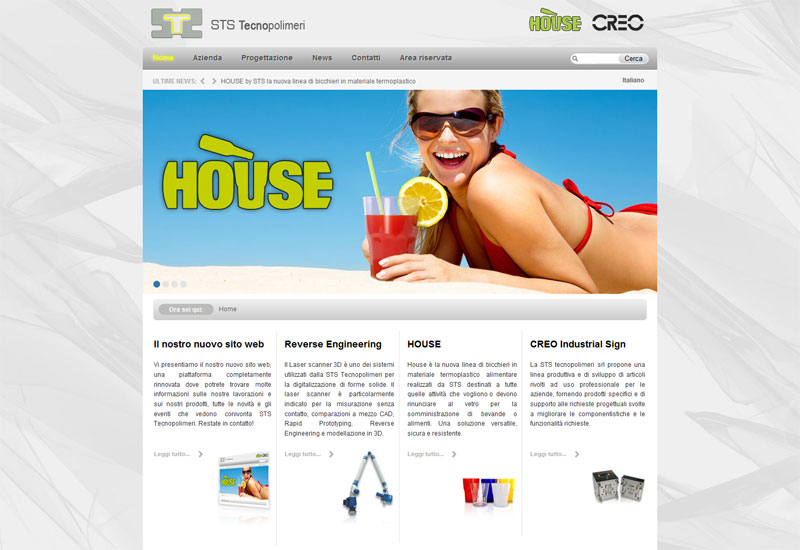 STS Tecnopolimeri
HOUSE CREO
Home Azienda Progettazione News Contatti Area riservata Cerca
ULTIME NEWS: HOUSE by STS la nuova linea di bicchieri in materiale termoplastico Italiano
HOUSE
Ora sei qui: Home
Il nostro nuovo sito web
Vi presentiamo il nostro nuovo sito web,
una piattaforma completamente
rinnovata dove potrete trovare molte
informazioni sulle nostre lavorazioni e
sui nostri prodotti, tutte le novità e gli
eventi che vedono coinvonta STS
Tecnopolimeri. Restate in contatto!
Leggi tutto...
HOUSE
Reverse Engineering
Il Laser scanner 3D è uno dei sistemi
utilizzati dalla STS Tecnopolimeri per
la digitalizzazione di forme solide. Il
laser scanner è particolarmente
indicato per la misurazione senza
contatto, comparazioni a mezzo CAD,
Rapid Prototyping, Reverse
Engineering e modellazione in 3D.
Leggi tutto...
HOUSE
House è la nuova linea di bicchieri in
materiale termoplastico alimentare
realizzati da STS destinati a tutte
quelle attività che vogliono o devono
rinunciare al vetro per la
somministrazione di bevande o
alimenti. Una soluzione versatile,
sicura e resistente.
Leggi tutto...
CREO Industrial Sign
La STS tecnopolimeri srl propone una
linea produttiva e di sviluppo di articoli
rivolti ad uso professionale per le
aziende, fornendo prodotti specifici e di
supporto alle richieste progettuali svolte
a migliorare le componentistiche e le
funzionalità richieste.
Leggi tutto...